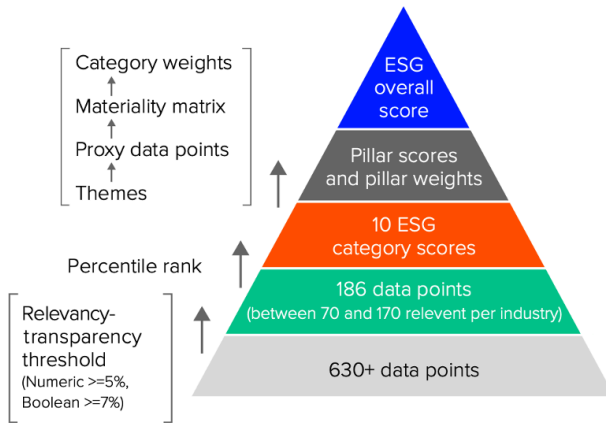 Category weights
Materiality matrix
Proxy data points
Themes
Percentile rank
Relevancy-
transparency
threshold
(Numeric >=5%,
Boolean >=7%)
ESG
overall
score
Pillar scores
and pillar weights
10 ESG
category scores
186 data points
(between 70 and 170 relevent per industry)
630+ data points